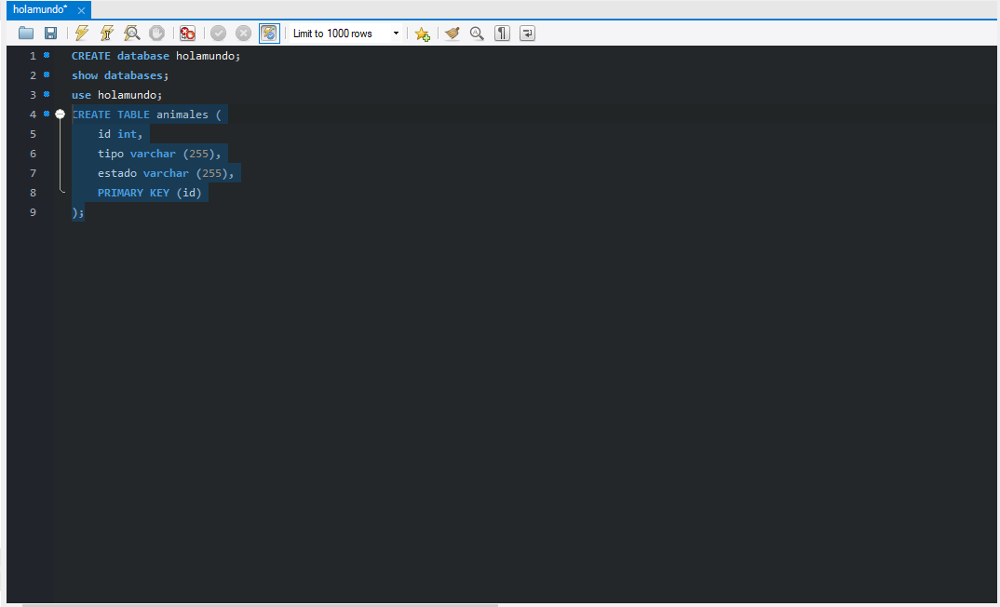 holamundo*
Limit to 1000 rows
1 CREATE database holamundo;
2 show databases;
3 use holamundo;
4 CREATE TABLE animales (
5 id int,
6 tipo varchar (255),
7 estado varchar (255),
8 PRIMARY KEY (id)
9 );